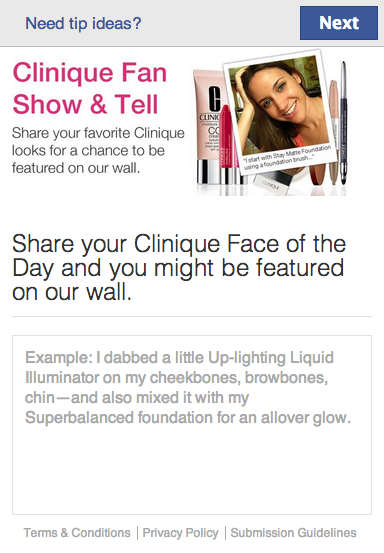 Need tip ideas?
Next
Clinique Fan
Show & Tell
Share your favorite Clinique
looks for a chance to be
featured on our wall.
CLINIQUE
CC
"I start with Stay Matte Foundation
using a foundation brush..."
CLINIQUE
Share your Clinique Face of the
Day and you might be featured
on our wall.
Example: I dabbed a little Up-lighting Liquid
Illuminator on my cheekbones, browbones,
chin—and also mixed it with my
Superbalanced foundation for an allover glow.
Terms & Conditions | Privacy Policy | Submission Guidelines